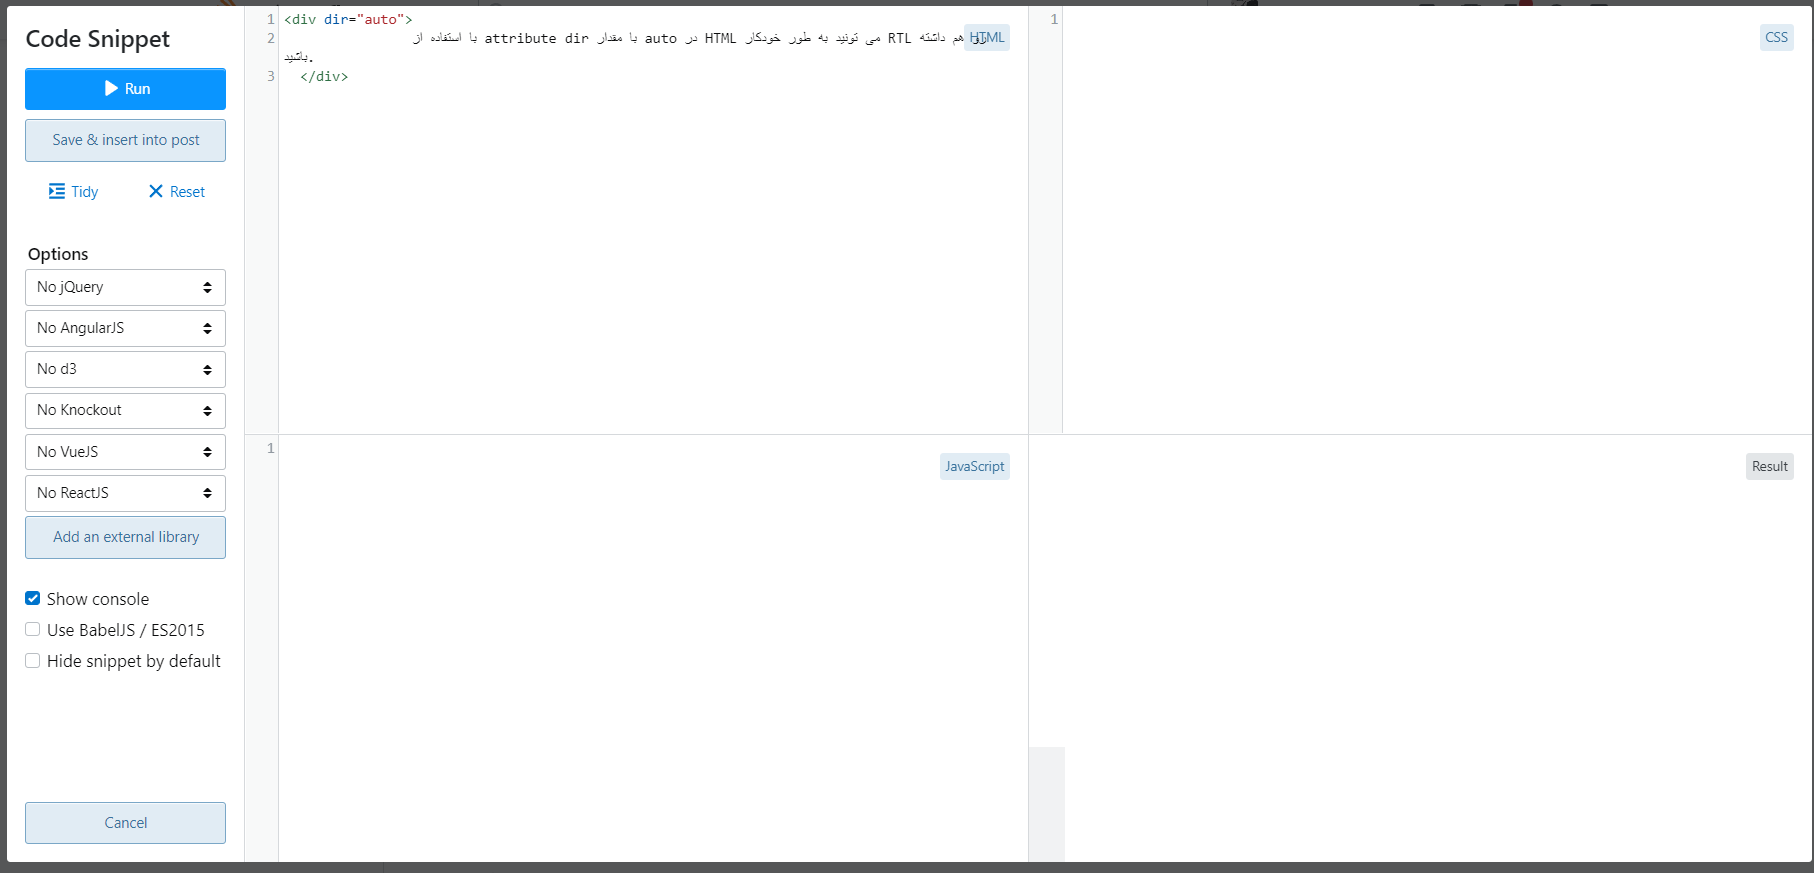 Code Snippet
Run
Save & insert into post
Tidy
Reset
Options
No jQuery
No AngularJS
No d3
No Knockout
No VueJS
No ReactJS
Add an external library
Show console
Use BabelJS / ES2015
Hide snippet by default
Cancel
1 <div dir="auto">
2 با استفاده از attribute dir با مقدار auto در HTML می تونید به طور خودکار RTL رو هم داشته
باشید.
3 </div>
HTML
1
CSS
1
JavaScript
Result